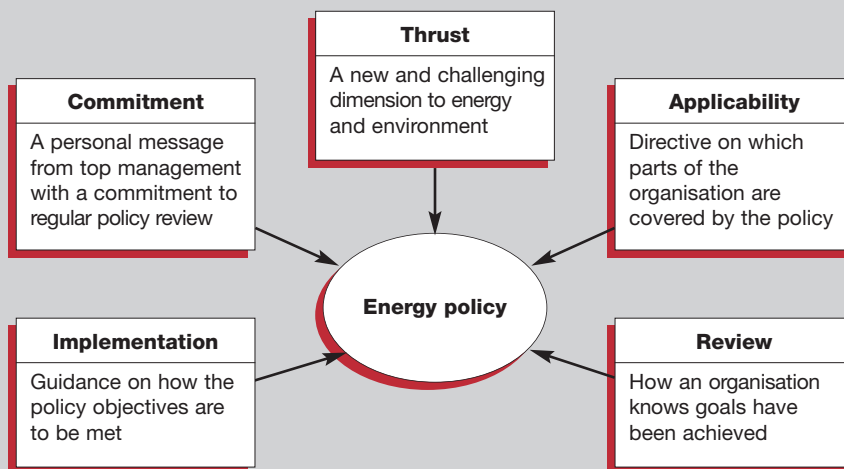 Thrust
A new and challenging
dimension to energy
and environment
Commitment
A personal message
from top management
with a commitment to
regular policy review
Applicability
Directive on which
parts of the
organisation are
covered by the policy
Energy policy
Implementation
Guidance on how the
policy objectives are
to be met
Review
How an organisation
knows goals have
been achieved